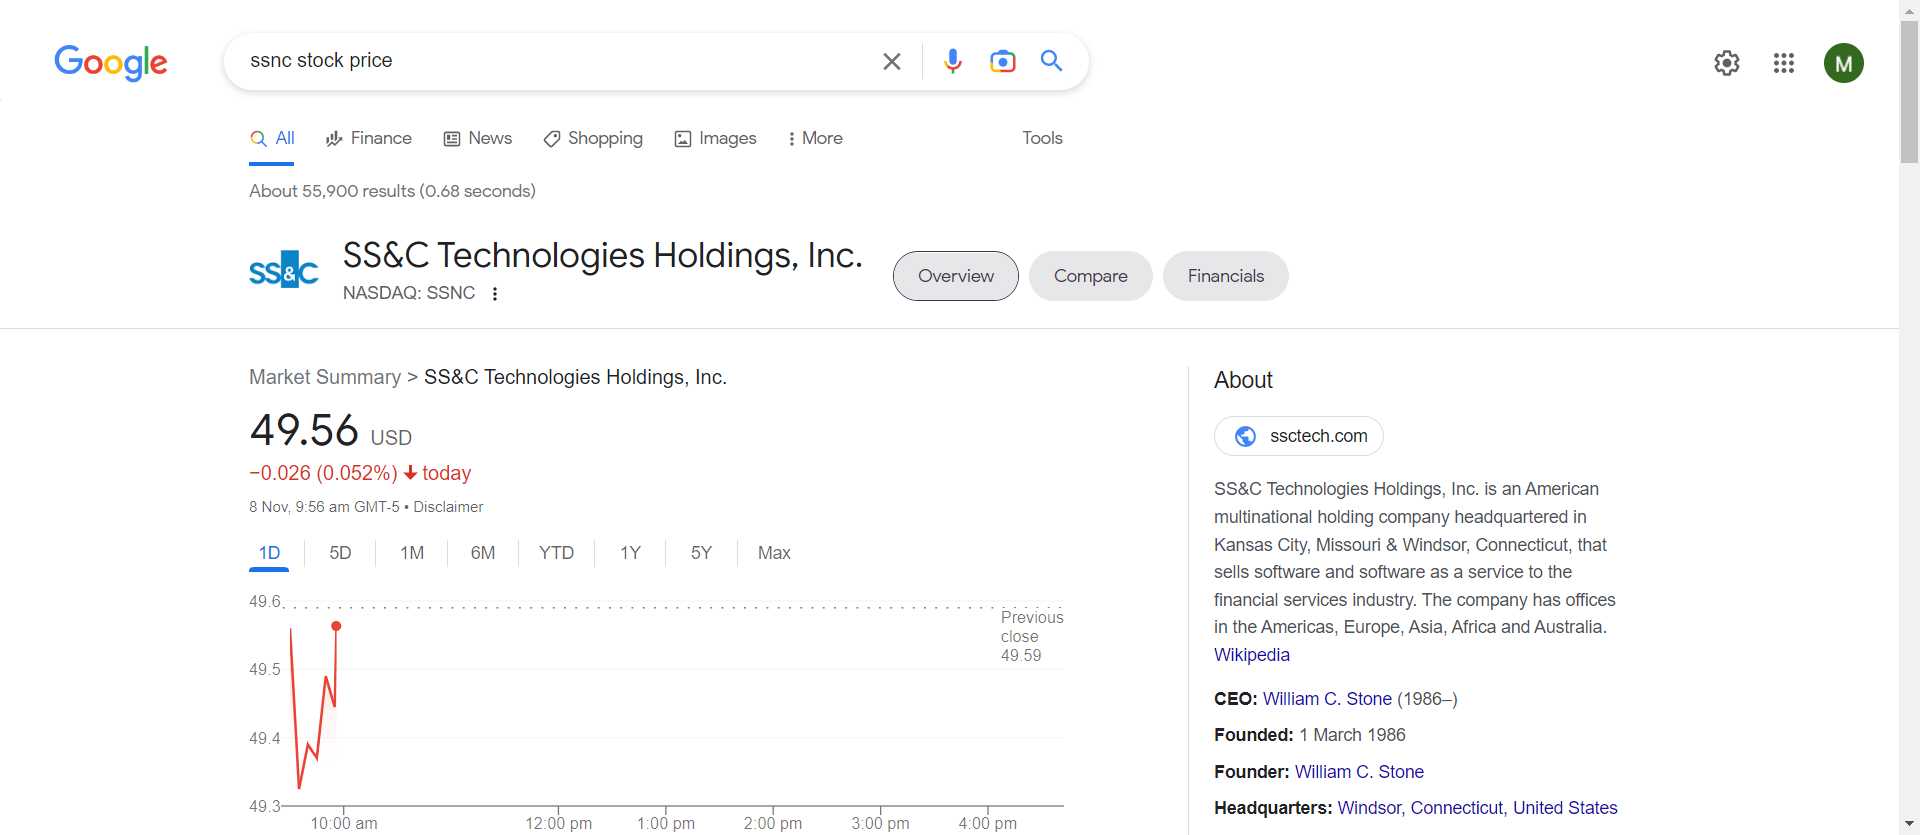 Google
ssnc stock price
M
All Finance News Shopping Images More Tools
About 55,900 results (0.68 seconds)
SS&C
SS&C Technologies Holdings, Inc.
NASDAQ: SSNC
Overview Compare Financials
Market Summary > SS&C Technologies Holdings, Inc.
49.56 USD
−0.026 (0.052%) today
8 Nov, 9:56 am GMT-5 • Disclaimer
1D 5D 1M 6M YTD 1Y 5Y Max
49.6
49.5
49.4
49.3
Previous
close
49.59
10:00 am 12:00 pm 1:00 pm 2:00 pm 3:00 pm 4:00 pm
About
ssctech.com
SS&C Technologies Holdings, Inc. is an American
multinational holding company headquartered in
Kansas City, Missouri & Windsor, Connecticut, that
sells software and software as a service to the
financial services industry. The company has offices
in the Americas, Europe, Asia, Africa and Australia.
Wikipedia
CEO: William C. Stone (1986–)
Founded: 1 March 1986
Founder: William C. Stone
Headquarters: Windsor, Connecticut, United States